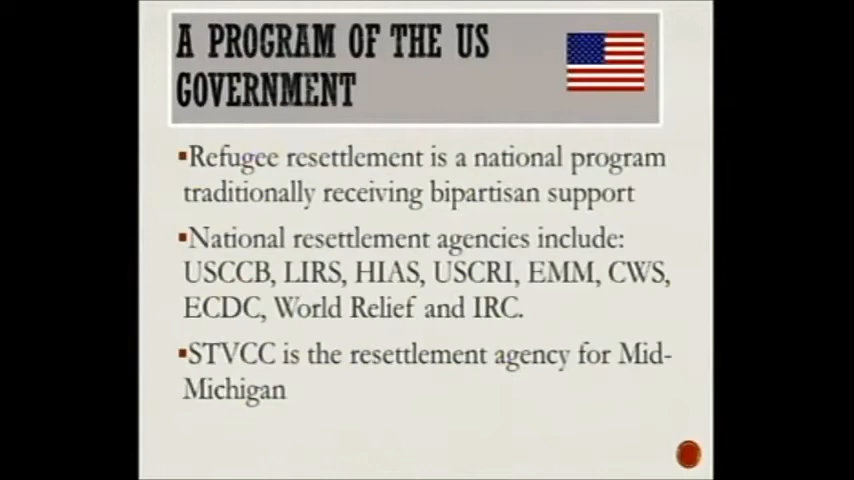 A PROGRAM OF THE US
GOVERNMENT
▪Refugee resettlement is a national program
traditionally receiving bipartisan support
▪National resettlement agencies include:
USCCB, LIRS, HIAS, USCRI, EMM, CWS,
ECDC, World Relief and IRC.
▪STVCC is the resettlement agency for Mid-
Michigan